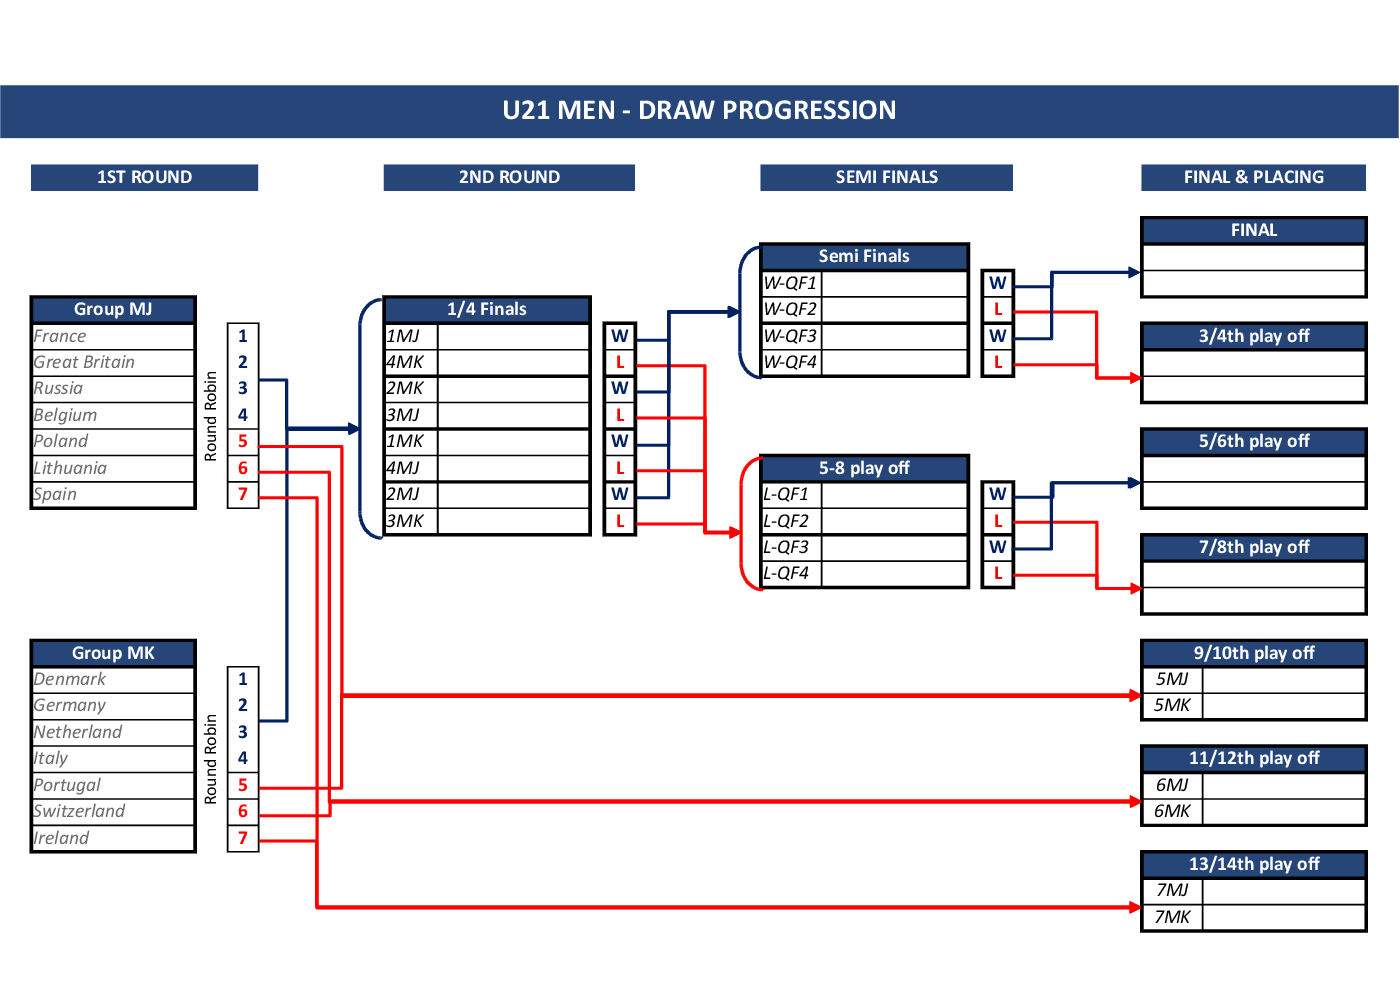 U21 MEN - DRAW PROGRESSION
1ST ROUND
2ND ROUND
SEMI FINALS
FINAL & PLACING
Group MJ
France
Great Britain
Russia
Belgium
Poland
Lithuania
Spain
Round Robin
1
2
3
4
5
6
7
Group MK
Denmark
Germany
Netherland
Italy
Portugal
Switzerland
Ireland
Round Robin
1
2
3
4
5
6
7
1/4 Finals
1MJ
4MK
2MK
3MJ
1MK
4MJ
2MJ
3MK
W
L
W
L
W
L
W
L
Semi Finals
W-QF1
W-QF2
W-QF3
W-QF4
W
L
W
L
5-8 play off
L-QF1
L-QF2
L-QF3
L-QF4
W
L
W
L
FINAL
3/4th play off
5/6th play off
7/8th play off
9/10th play off
5MJ
5MK
11/12th play off
6MJ
6MK
13/14th play off
7MJ
7MK